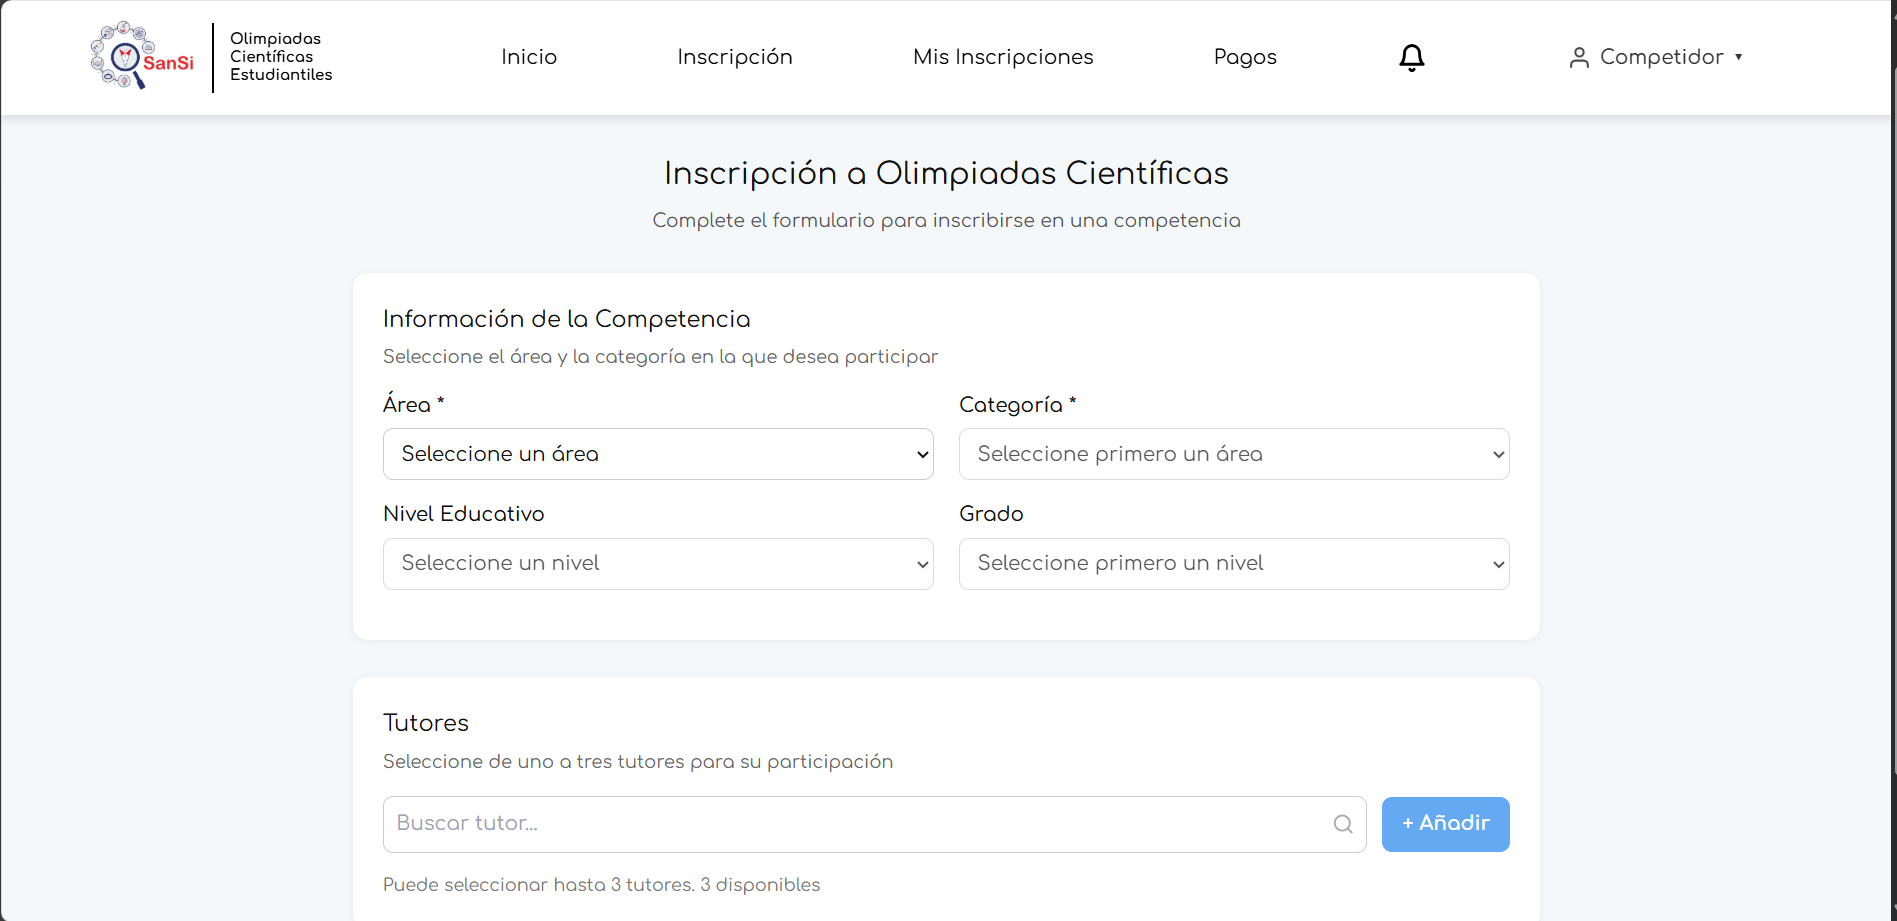 SanSi
Olimpiadas
Científicas
Estudiantiles
Inicio
Inscripción
Mis Inscripciones
Pagos
Competidor
Inscripción a Olimpiadas Científicas
Complete el formulario para inscribirse en una competencia
Información de la Competencia
Seleccione el área y la categoría en la que desea participar
Área *
Categoría *
Seleccione un área
Seleccione primero un área
Nivel Educativo
Grado
Seleccione un nivel
Seleccione primero un nivel
Tutores
Seleccione de uno a tres tutores para su participación
Buscar tutor...
+ Añadir
Puede seleccionar hasta 3 tutores. 3 disponibles